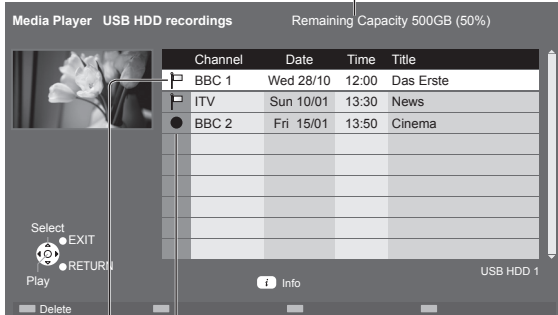 Media Player USB HDD recordings Remaining Capacity 500GB (50%)
Channel Date Time Title
BBC 1 Wed 28/10 12:00 Das Erste
ITV Sun 10/01 13:30 News
BBC 2 Fri 15/01 13:50 Cinema
Select
EXIT
RETURN
Play
i Info
USB HDD 1
Delete